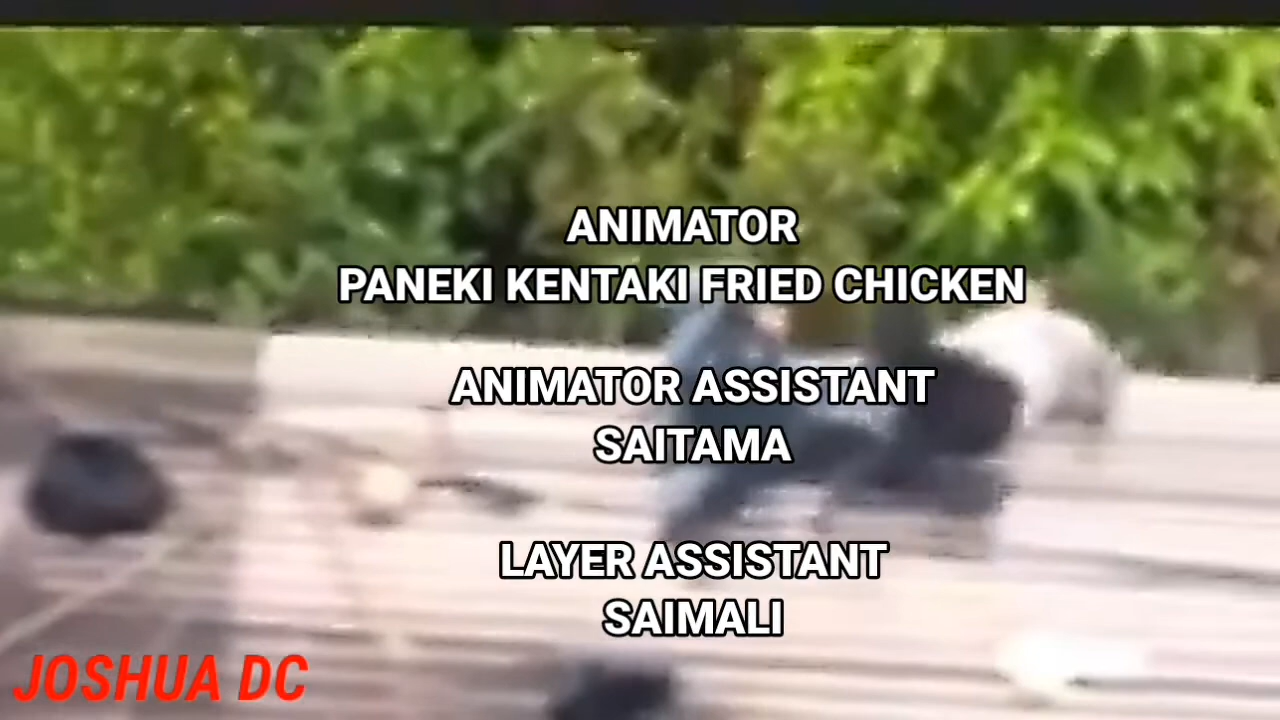 ANIMATOR
PANEKI KENTAKI FRIED CHICKEN
ANIMATOR ASSISTANT
SAITAMA
LAYER ASSISTANT
SAIMALI
JOSHUA DC